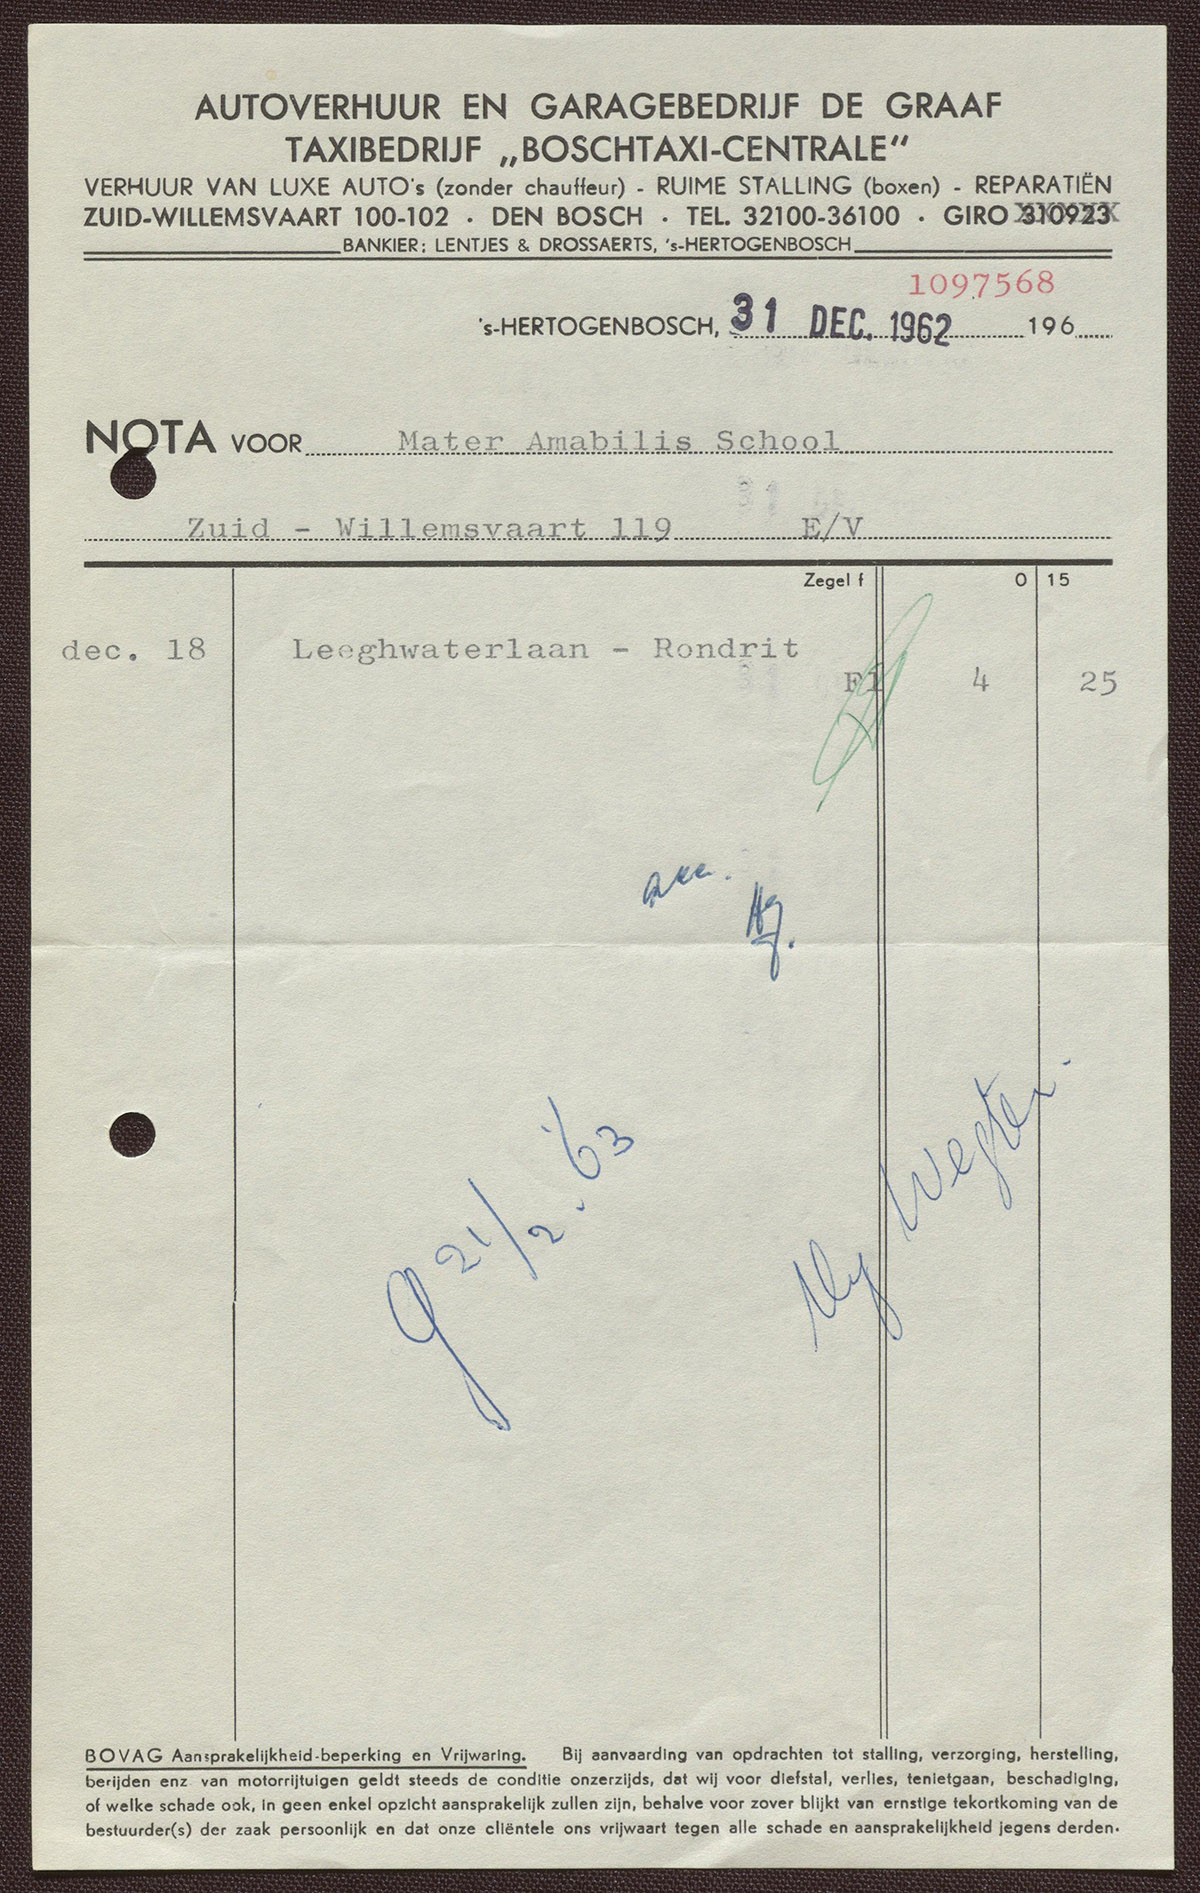 AUTOVERHUUR EN GARAGEBEDRIJF DE GRAAF
TAXIBEDRIJF „BOSCHTAXI-CENTRALE”
VERHUUR VAN LUXE AUTO's (zonder chauffeur) - RUIME STALLING (boxen) - REPARATIËN
ZUID-WILLEMSVAART 100-102 · DEN BOSCH · TEL. 32100-36100 · GIRO 310923
BANKIER: LENTJES & DROSSAERTS, 's-HERTOGENBOSCH
1097568
's-HERTOGENBOSCH, 31 DEC. 1962 196
NOTA VOOR Mater Amabilis School
Zuid - Willemsvaart 119 E/V
Zegel f 0 15
dec. 18 Leeghwaterlaan - Rondrit
Fl 4 25
21/2.'63
BOVAG Aansprakelijkheid-beperking en Vrijwaring. Bij aanvaarding van opdrachten tot stalling, verzorging, herstelling,
berijden enz van motorrijtuigen geldt steeds de conditie onzerzijds, dat wij voor diefstal, verlies, tenietgaan, beschadiging,
of welke schade ook, in geen enkel opzicht aansprakelijk zullen zijn, behalve voor zover blijkt van ernstige tekortkoming van de
bestuurder(s) der zaak persoonlijk en dat onze cliëntele ons vrijwaart tegen alle schade en aansprakelijkheid jegens derden.